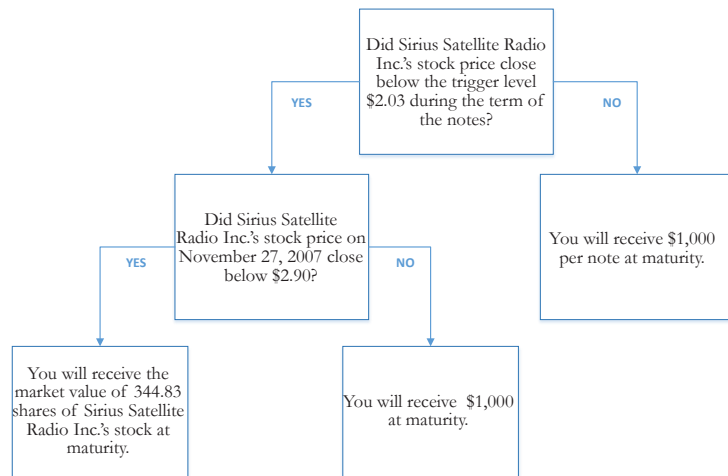 Did Sirius Satellite Radio
Inc.'s stock price close
below the trigger level
$2.03 during the term of
the notes?
YES
NO
Did Sirius Satellite
Radio Inc.'s stock price on
November 27, 2007 close
below $2.90?
You will receive $1,000
per note at maturity.
YES
NO
You will receive the
market value of 344.83
shares of Sirius Satellite
Radio Inc.'s stock at
maturity.
You will receive $1,000
at maturity.